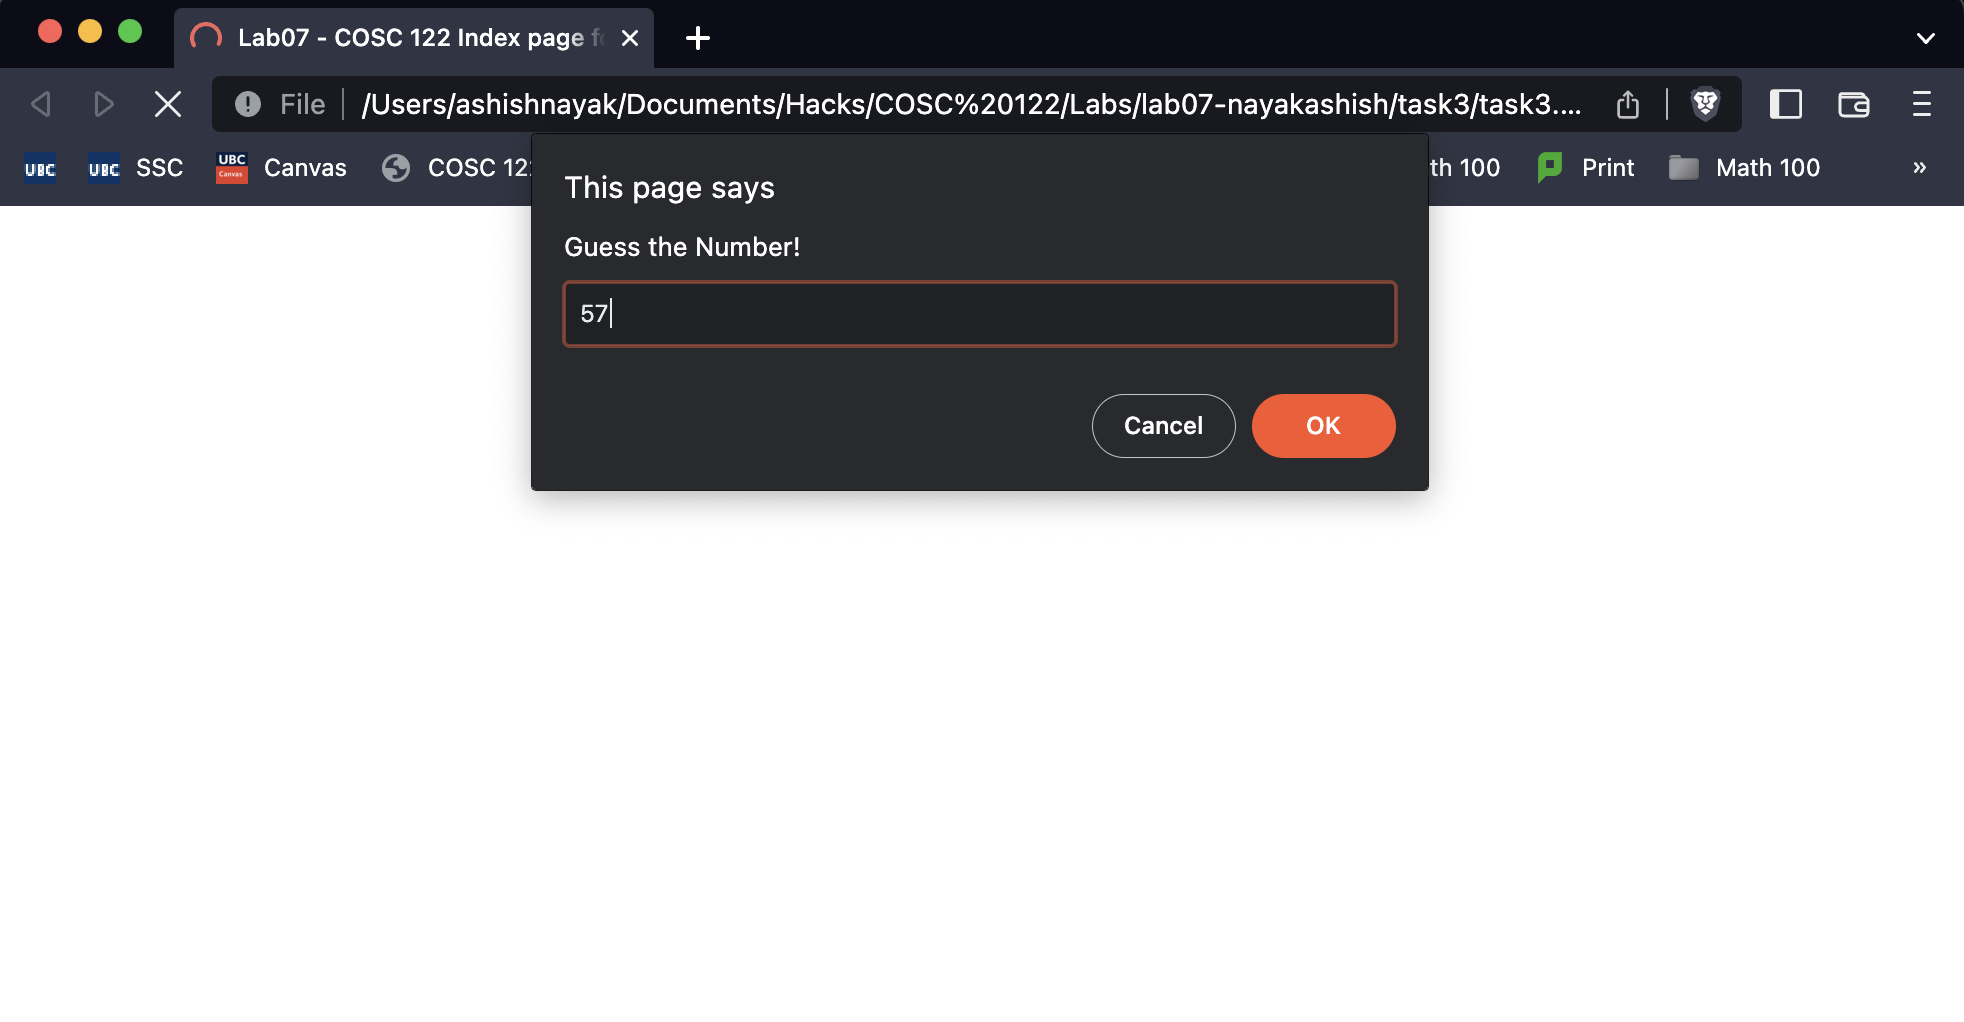 Lab07 - COSC 122 Index page
File
/Users/ashishnayak/Documents/Hacks/COSC%20122/Labs/lab07-nayakashish/task3/task3....
UBC
UBC SSC
UBC Canvas Canvas
COSC 12
th 100
Print
Math 100
»
This page says
Guess the Number!
57
Cancel
OK